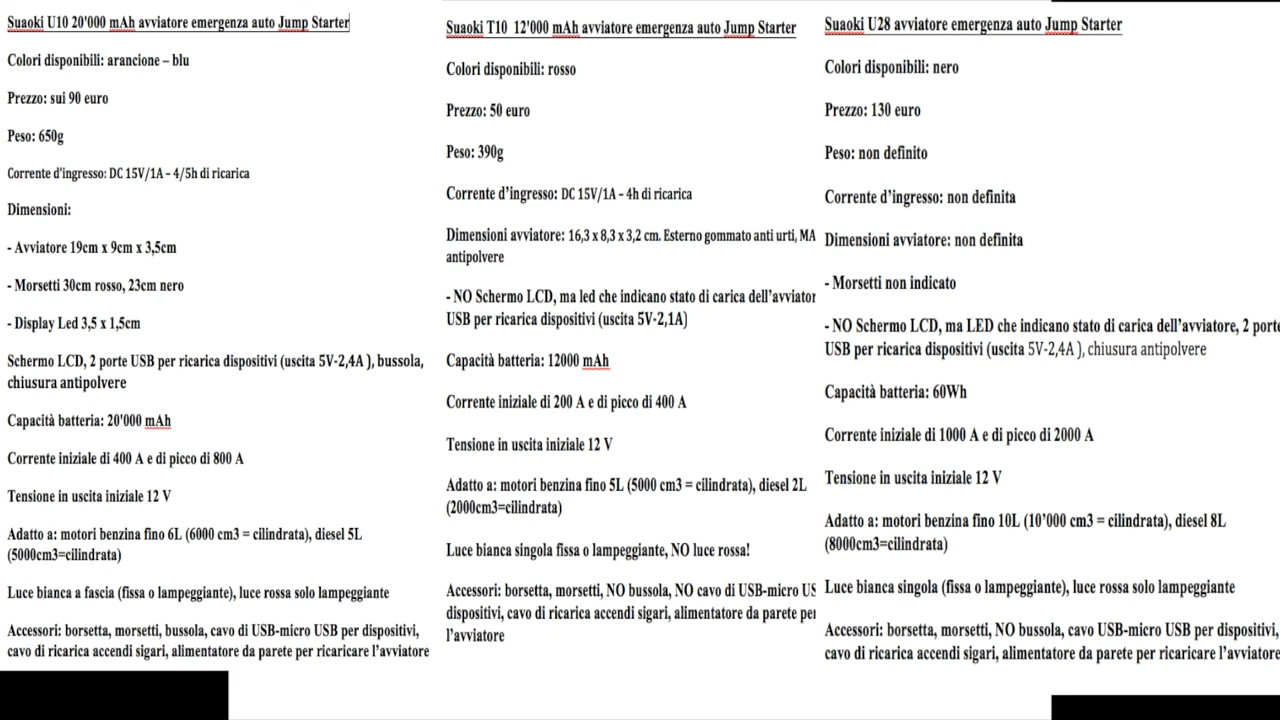 Suaoki U10 20'000 mAh avviatore emergenza auto Jump Starter
Colori disponibili: arancione – blu
Prezzo: sui 90 euro
Peso: 650g
Corrente d'ingresso: DC 15V/1A – 4/5h di ricarica
Dimensioni:
- Avviatore 19cm x 9cm x 3,5cm
- Morsetti 30cm rosso, 23cm nero
- Display Led 3,5 x 1,5cm
Schermo LCD, 2 porte USB per ricarica dispositivi (uscita 5V-2,4A ), bussola,
chiusura antipolvere
Capacità batteria: 20'000 mAh
Corrente iniziale di 400 A e di picco di 800 A
Tensione in uscita iniziale 12 V
Adatto a: motori benzina fino 6L (6000 cm3 = cilindrata), diesel 5L
(5000cm3=cilindrata)
Luce bianca a fascia (fissa o lampeggiante), luce rossa solo lampeggiante
Accessori: borsetta, morsetti, bussola, cavo di USB-micro USB per dispositivi,
cavo di ricarica accendi sigari, alimentatore da parete per ricaricare l'avviatore
Suaoki T10 12'000 mAh avviatore emergenza auto Jump Starter
Colori disponibili: rosso
Prezzo: 50 euro
Peso: 390g
Corrente d'ingresso: DC 15V/1A – 4h di ricarica
Dimensioni avviatore: 16,3 x 8,3 x 3,2 cm. Esterno gommato anti urti, MA
antipolvere
- NO Schermo LCD, ma led che indicano stato di carica dell'avviator
USB per ricarica dispositivi (uscita 5V-2,1A)
Capacità batteria: 12000 mAh
Corrente iniziale di 200 A e di picco di 400 A
Tensione in uscita iniziale 12 V
Adatto a: motori benzina fino 5L (5000 cm3 = cilindrata), diesel 2L
(2000cm3=cilindrata)
Luce bianca singola fissa o lampeggiante, NO luce rossa!
Accessori: borsetta, morsetti, NO bussola, NO cavo di USB-micro US
dispositivi, cavo di ricarica accendi sigari, alimentatore da parete per
l'avviatore
Suaoki U28 avviatore emergenza auto Jump Starter
Colori disponibili: nero
Prezzo: 130 euro
Peso: non definito
Corrente d'ingresso: non definita
Dimensioni avviatore: non definita
- Morsetti non indicato
- NO Schermo LCD, ma LED che indicano stato di carica dell'avviatore, 2 porte
USB per ricarica dispositivi (uscita 5V-2,4A ), chiusura antipolvere
Capacità batteria: 60Wh
Corrente iniziale di 1000 A e di picco di 2000 A
Tensione in uscita iniziale 12 V
Adatto a: motori benzina fino 10L (10'000 cm3 = cilindrata), diesel 8L
(8000cm3=cilindrata)
Luce bianca singola (fissa o lampeggiante), luce rossa solo lampeggiante
Accessori: borsetta, morsetti, NO bussola, cavo USB-micro USB per dispositivi,
cavo di ricarica accendi sigari, alimentatore da parete per ricaricare l'avviatore